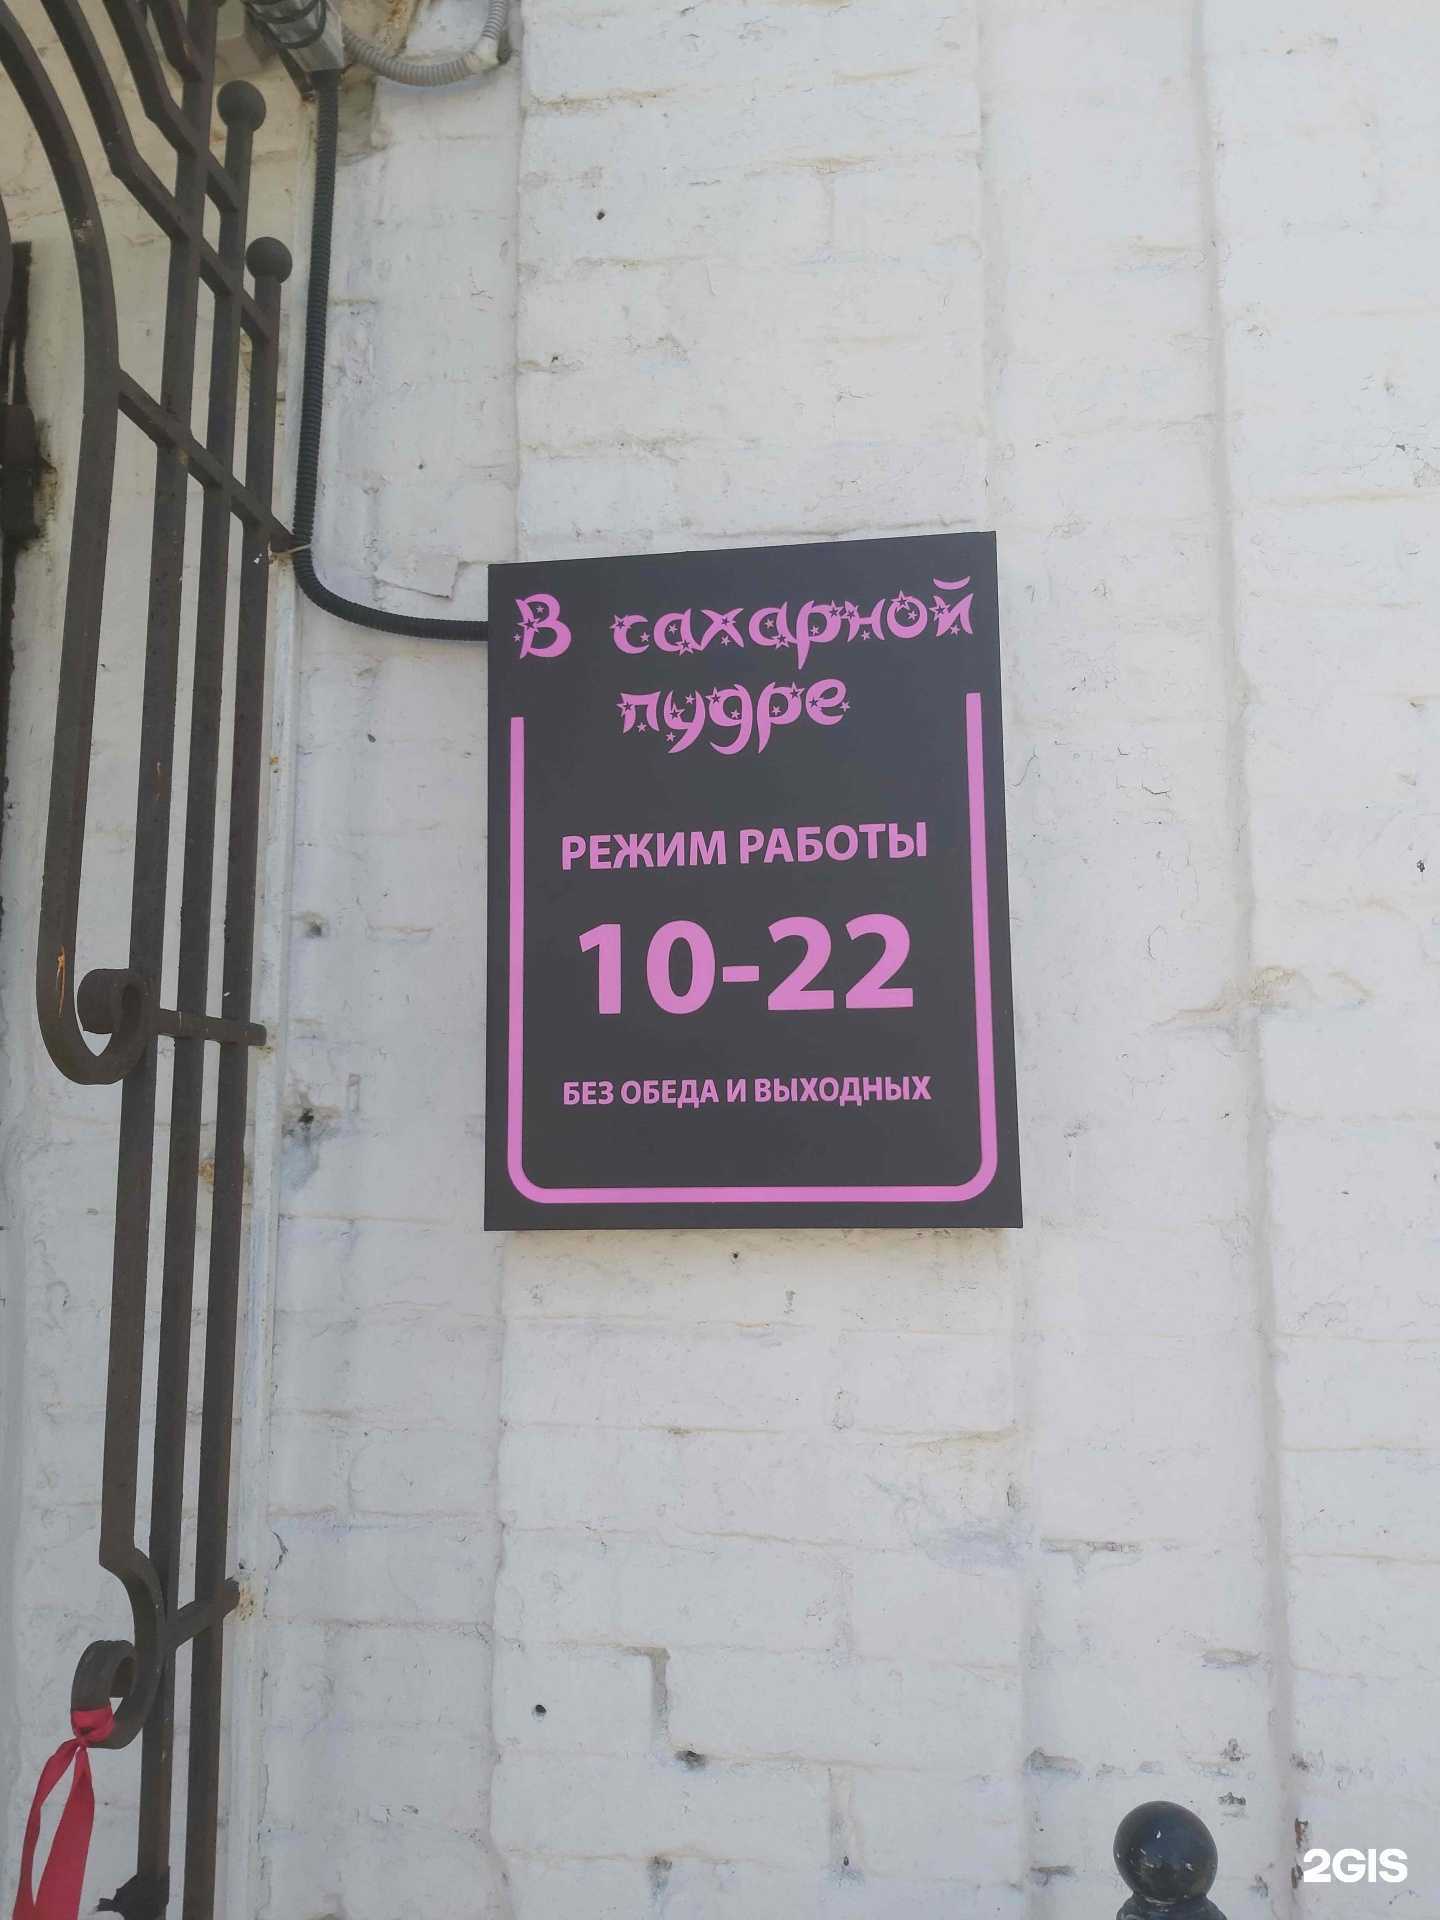 В сахарной
пудре
РЕЖИМ РАБОТЫ
10-22
БЕЗ ОБЕДА И ВЫХОДНЫХ
2GIS